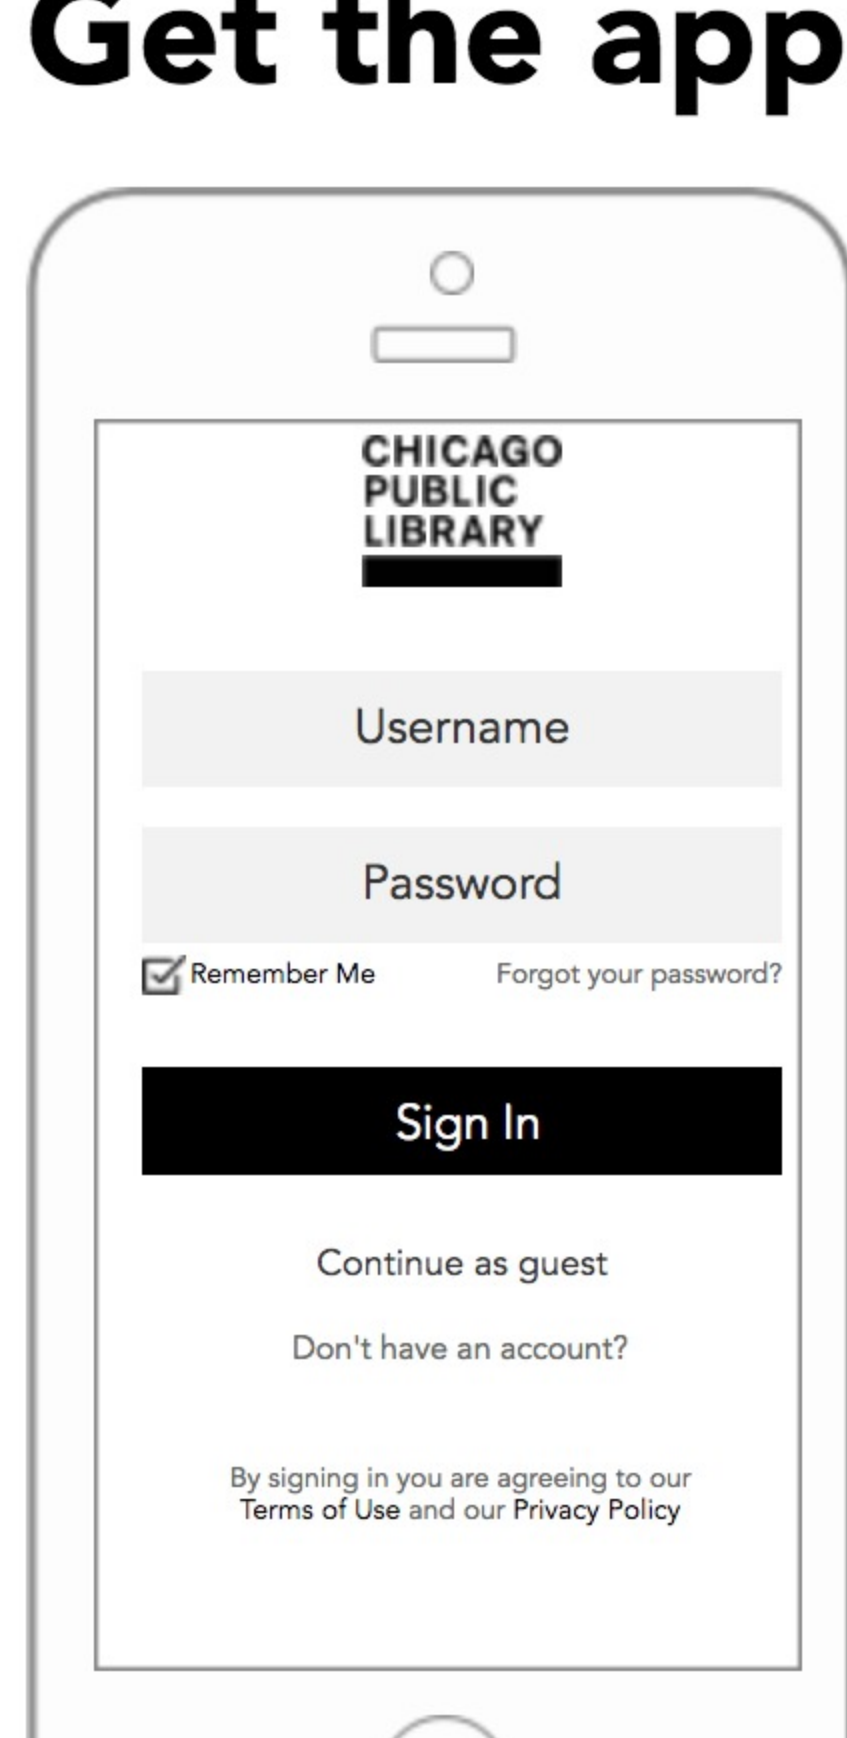 Get the app
CHICAGO
PUBLIC
LIBRARY
Username
Password
Remember Me
Forgot your password?
Sign In
Continue as guest
Don't have an account?
By signing in you are agreeing to our
Terms of Use and our Privacy Policy